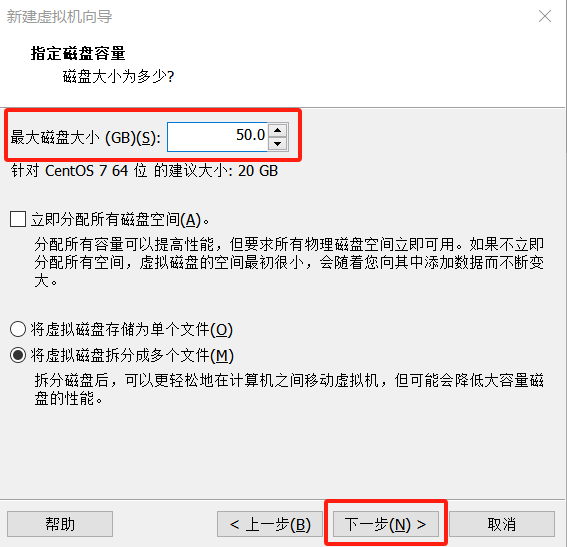 新建虚拟机向导
指定磁盘容量
磁盘大小为多少?
最大磁盘大小 (GB)(S): 50.0
针对 CentOS 7 64 位 的建议大小: 20 GB
立即分配所有磁盘空间(A)。
分配所有容量可以提高性能，但要求所有物理磁盘空间立即可用。如果不立即
分配所有空间，虚拟磁盘的空间最初很小，会随着您向其中添加数据而不断变
大。
将虚拟磁盘存储为单个文件(O)
将虚拟磁盘拆分成多个文件(M)
拆分磁盘后，可以更轻松地在计算机之间移动虚拟机，但可能会降低大容量磁
盘的性能。
帮助 < 上一步(B) 下一步(N) > 取消